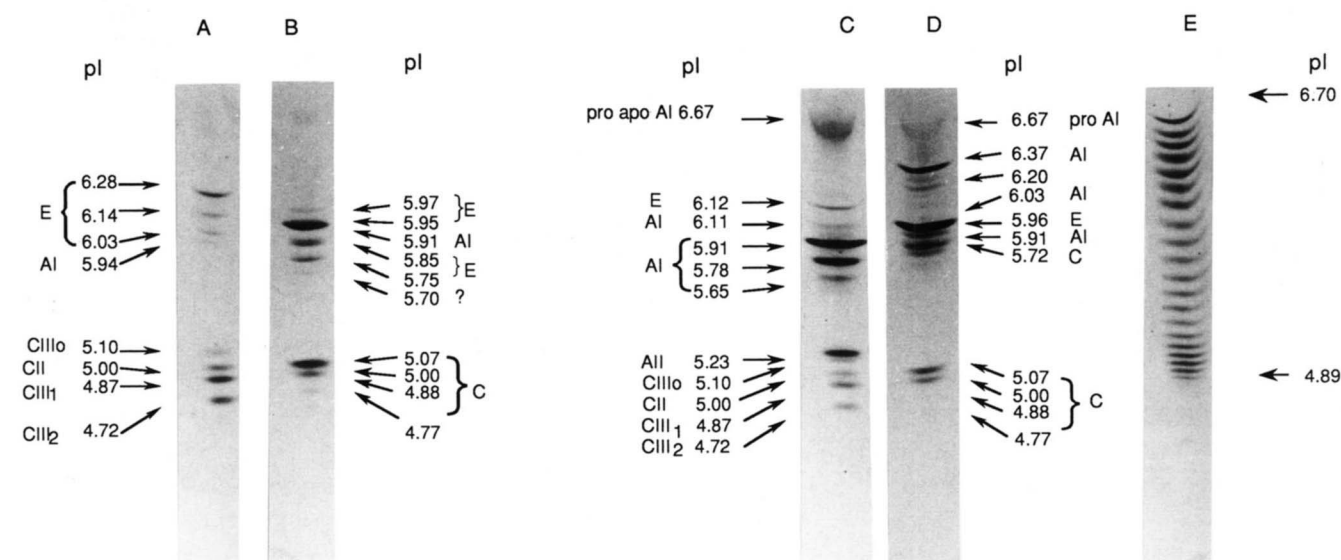 A
B
pI
pI
E { 6.28
6.14
6.03
AI 5.94
CIIIo 5.10
CII 5.00
CIII1 4.87
CIII2 4.72
5.97 } E
5.95
5.91 AI
5.85 } E
5.75
5.70 ?
5.07 } C
5.00
4.88
4.77
C
D
pI
pI
pro apo AI 6.67
E 6.12
AI 6.11
AI { 5.91
5.78
5.65
AII 5.23
CIIIo 5.10
CII 5.00
CIII1 4.87
CIII2 4.72
6.67 pro AI
6.37 AI
6.20
6.03 AI
5.96 E
5.91 AI
5.72 C
5.07 } C
5.00
4.88
4.77
E
pI
6.70
4.89